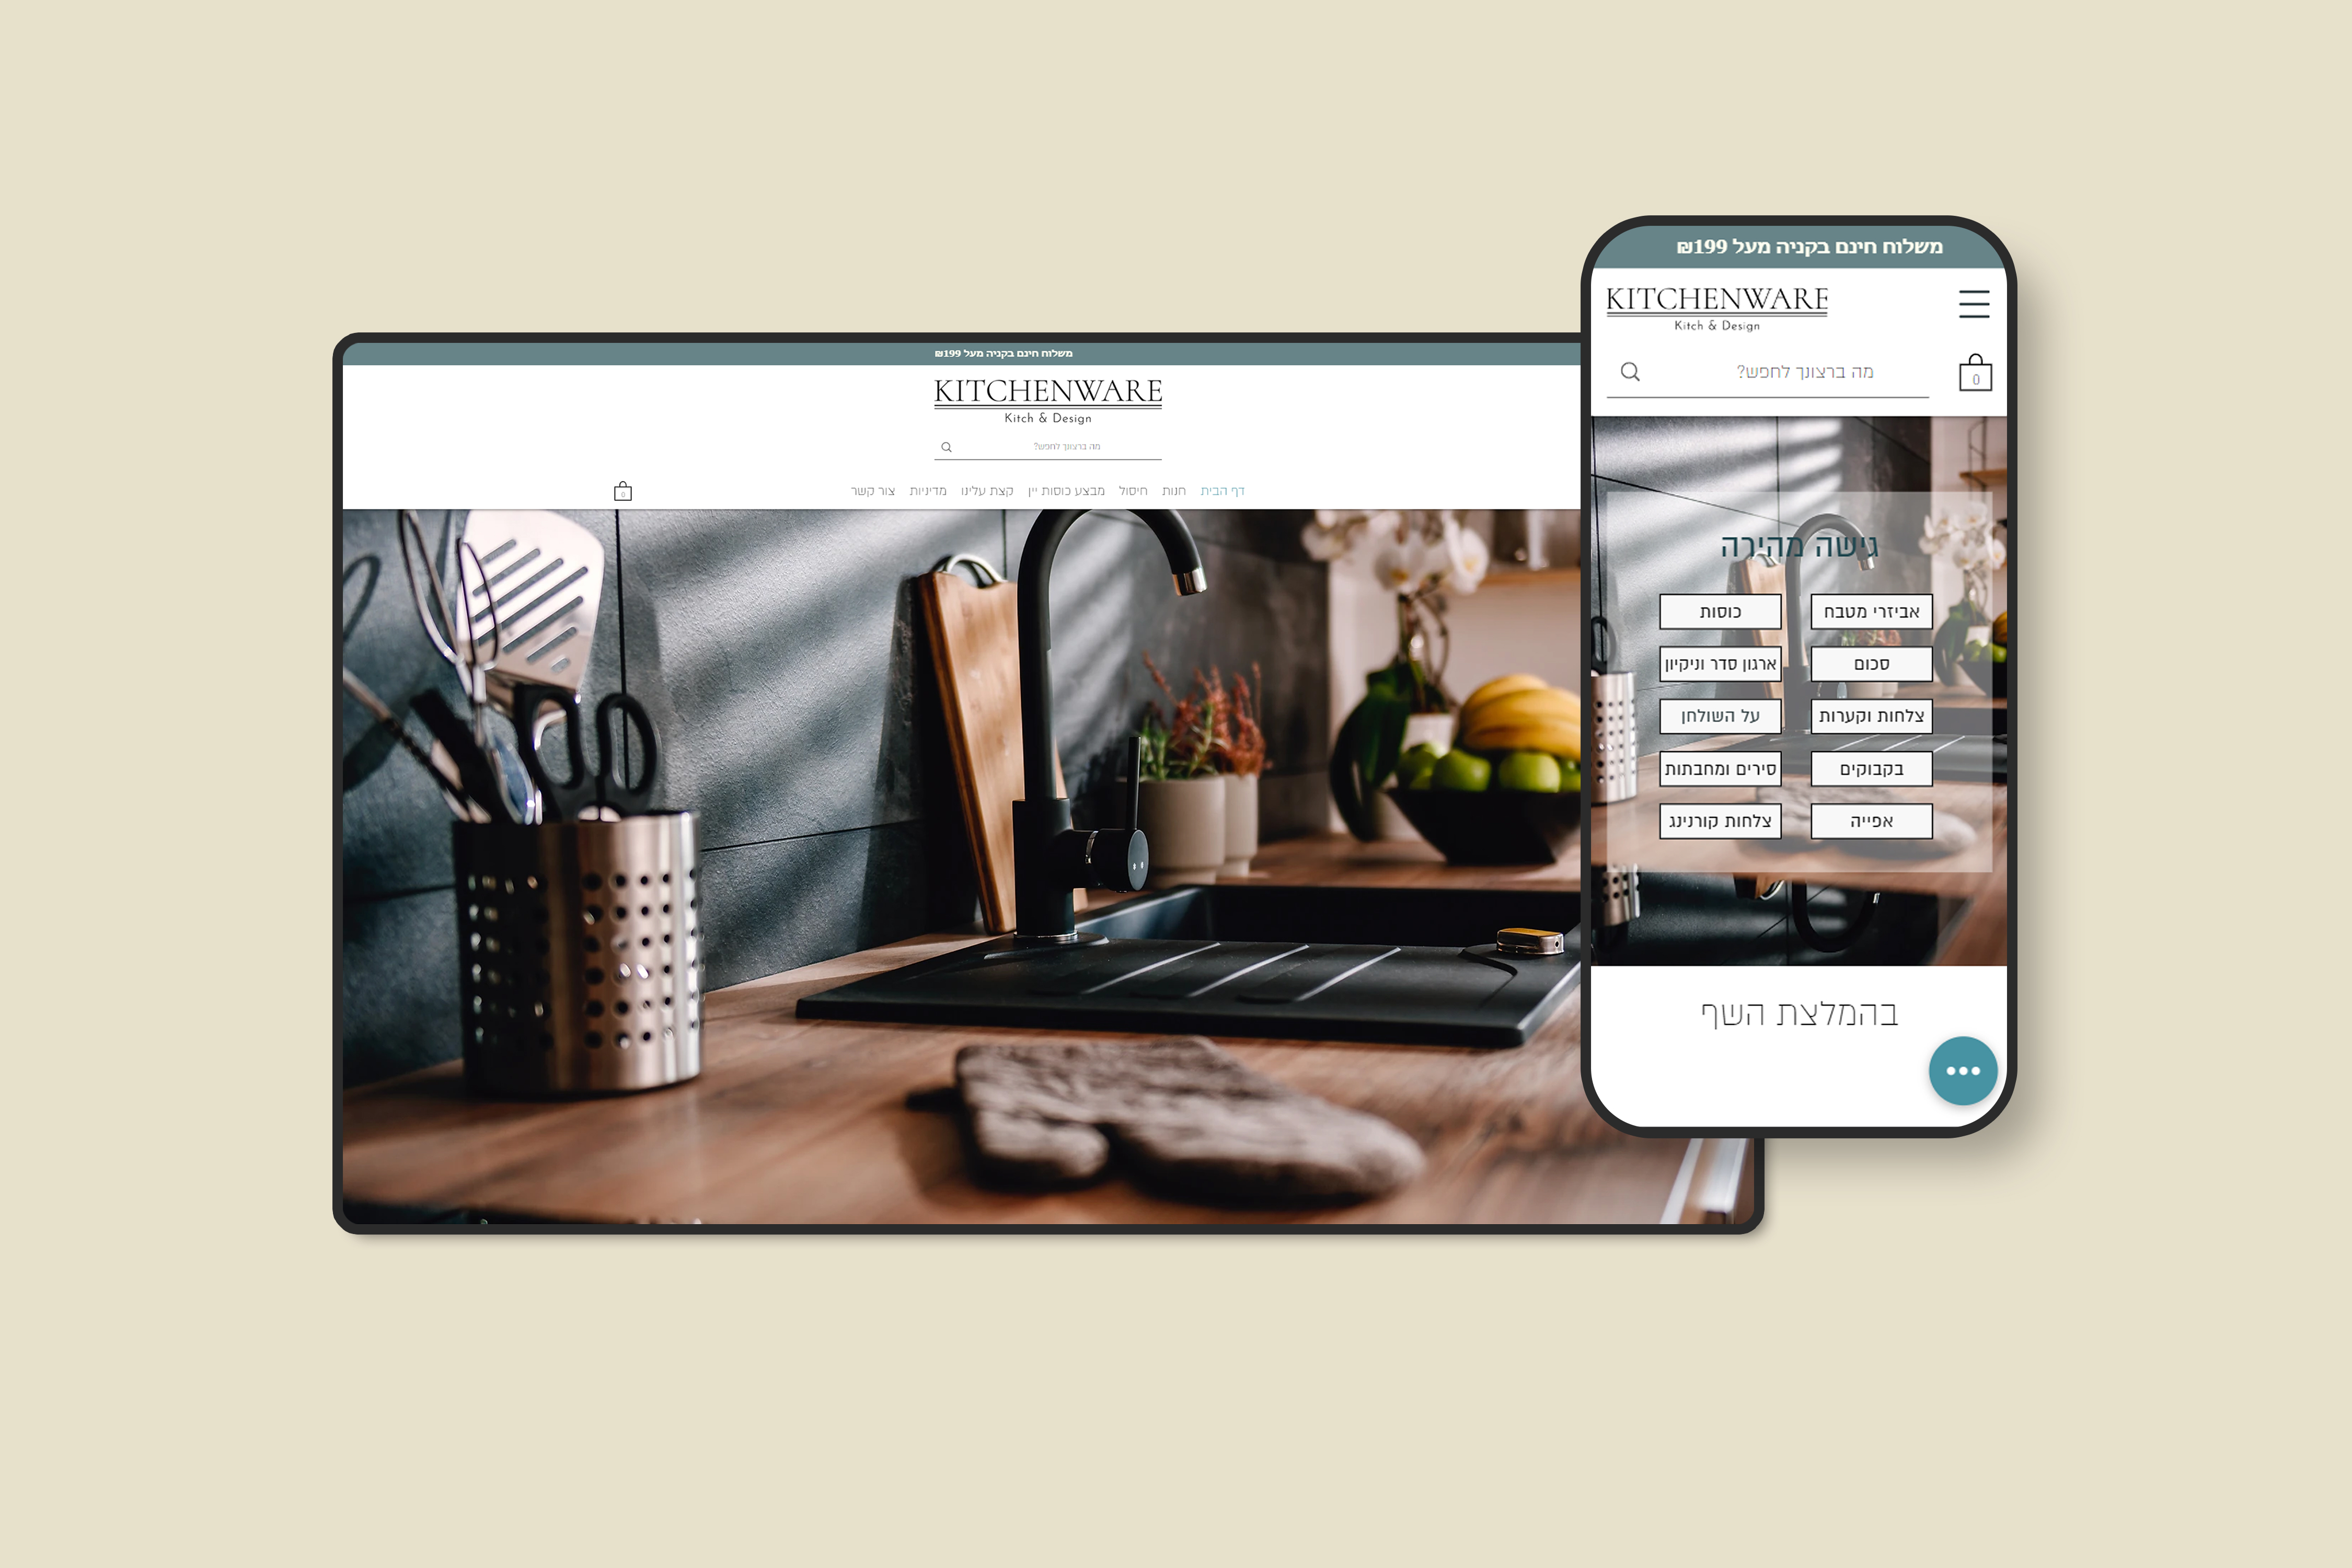 משלוח חינם בקניה מעל 199₪
KITCHENWARE
Kitch & Design
מה ברצונך לחפש?
דף הבית חנות חיסול מבצע כוסות יין קצת עלינו מדיניות צור קשר
0
משלוח חינם בקניה מעל 199₪
KITCHENWARE
Kitch & Design
מה ברצונך לחפש?
0
גישה מהירה
אביזרי מטבח כוסות
סכום ארגון סדר וניקיון
צלחות וקערות על השולחן
בקבוקים סירים ומחבתות
אפייה צלחות קורנינג
בהמלצת השף